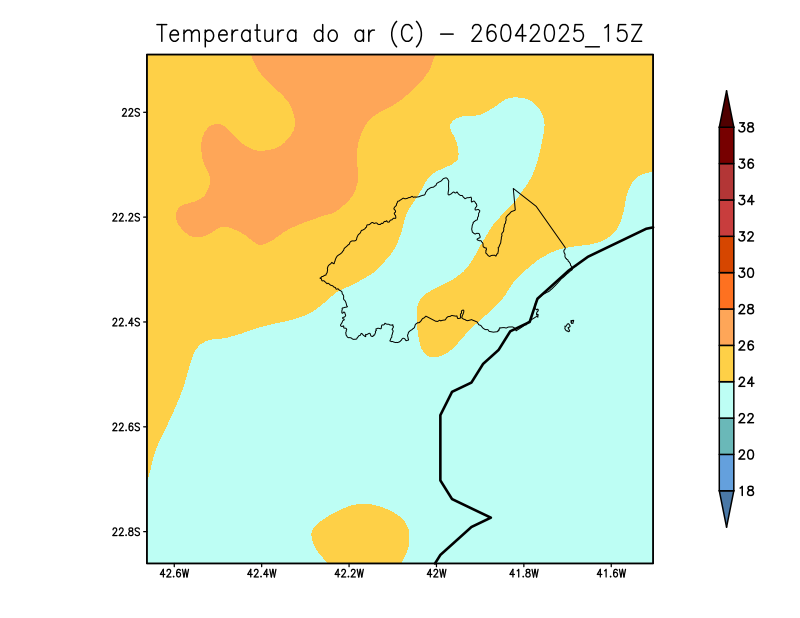 Temperatura do ar (C) - 26042025_15Z
22S
22.2S
22.4S
22.6S
22.8S
42.6W
42.4W
42.2W
42W
41.8W
41.6W
38
36
34
32
30
28
26
24
22
20
18